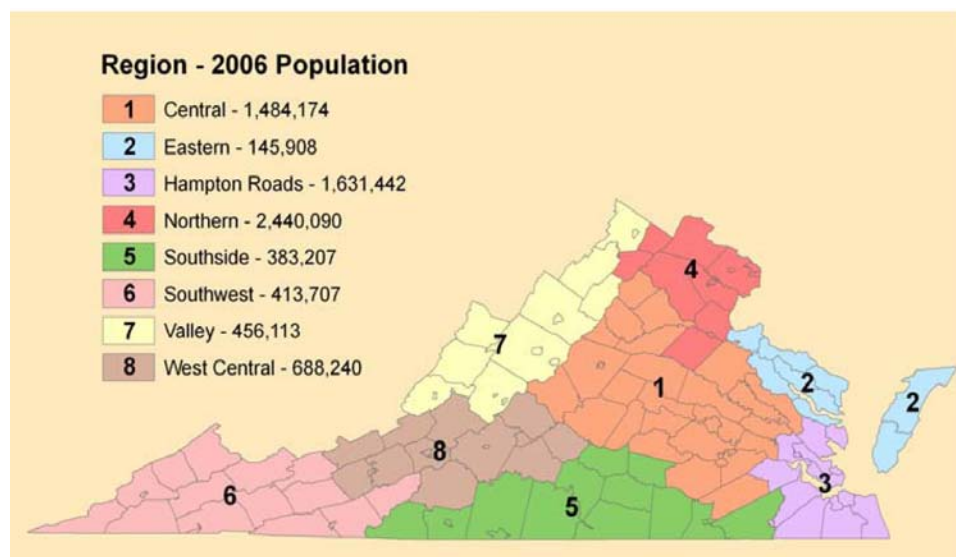 Region - 2006 Population
1 Central - 1,484,174
2 Eastern - 145,908
3 Hampton Roads - 1,631,442
4 Northern - 2,440,090
5 Southside - 383,207
6 Southwest - 413,707
7 Valley - 456,113
8 West Central - 688,240
4
7
2
1
2
8
6
5
3